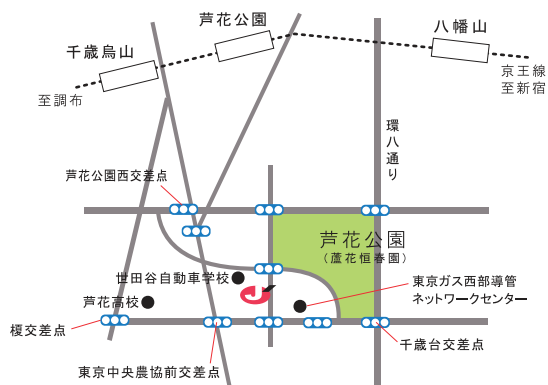 八幡山
芦花公園
千歳烏山
京王線
至新宿
至調布
環八通り
芦花公園西交差点
芦花公園
（蘆花恒春園）
世田谷自動車学校
東京ガス西部導管
ネットワークセンター
芦花高校
榎交差点
千歳台交差点
東京中央農協前交差点